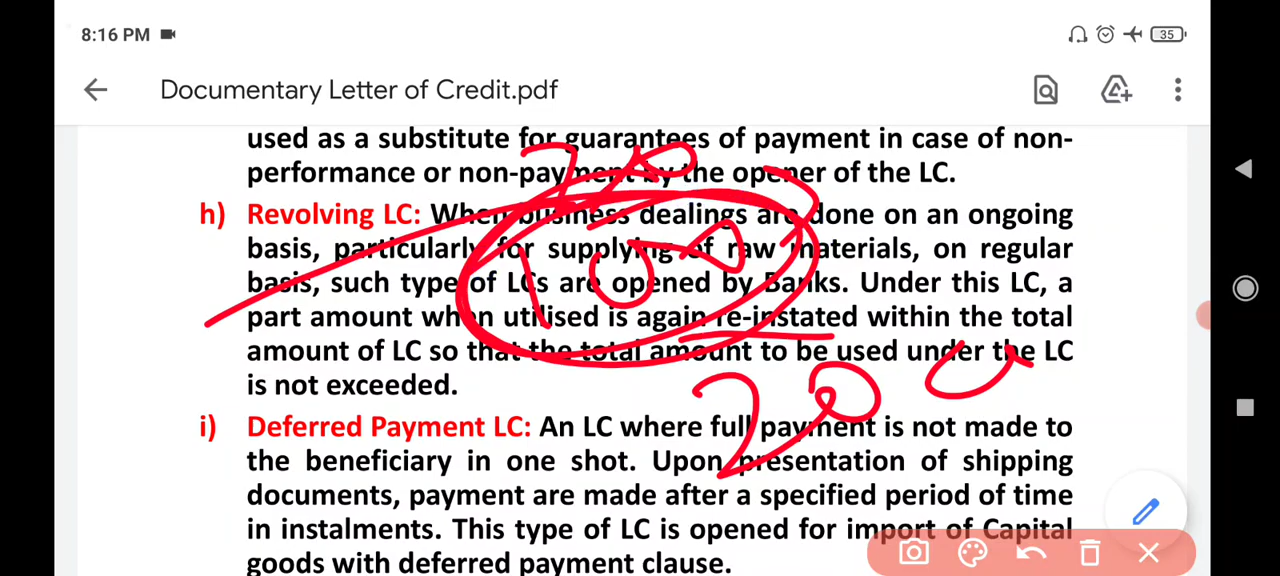 8:16 PM
35
Documentary Letter of Credit.pdf
used as a substitute for guarantees of payment in case of non-
performance or non-payment by the opener of the LC.
h) Revolving LC: When business dealings are done on an ongoing
basis, particularly for supplying of raw materials, on regular
basis, such type of LCs are opened by Banks. Under this LC, a
part amount when utilised is again re-instated within the total
amount of LC so that the total amount to be used under the LC
is not exceeded.
i) Deferred Payment LC: An LC where full payment is not made to
the beneficiary in one shot. Upon presentation of shipping
documents, payment are made after a specified period of time
in instalments. This type of LC is opened for import of Capital
goods with deferred payment clause.
100
200